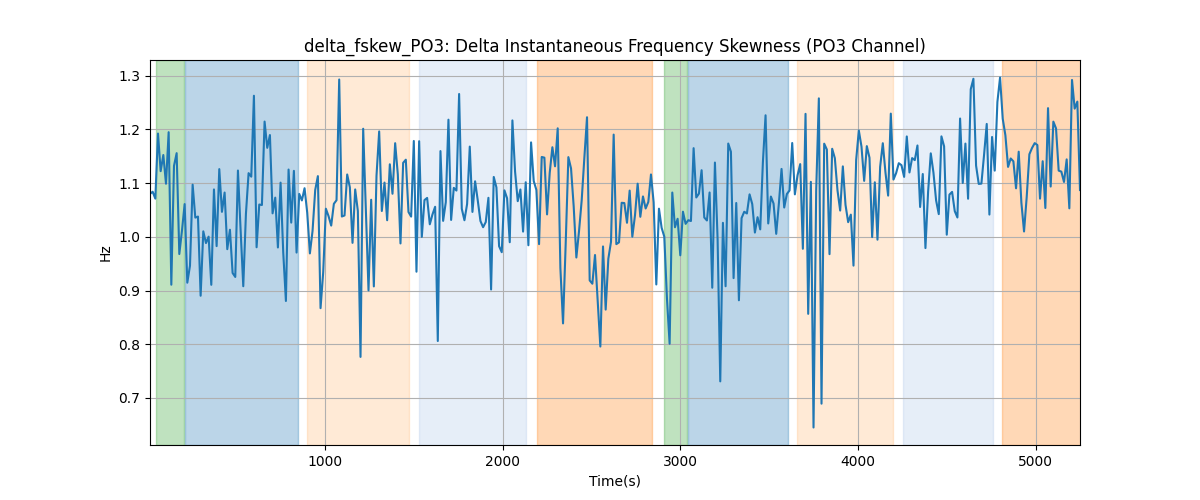 delta_fskew_PO3: Delta Instantaneous Frequency Skewness (PO3 Channel)
1.3
1.2
1.1
1.0
0.9
0.8
0.7
Hz
1000 2000 3000 4000 5000
Time(s)